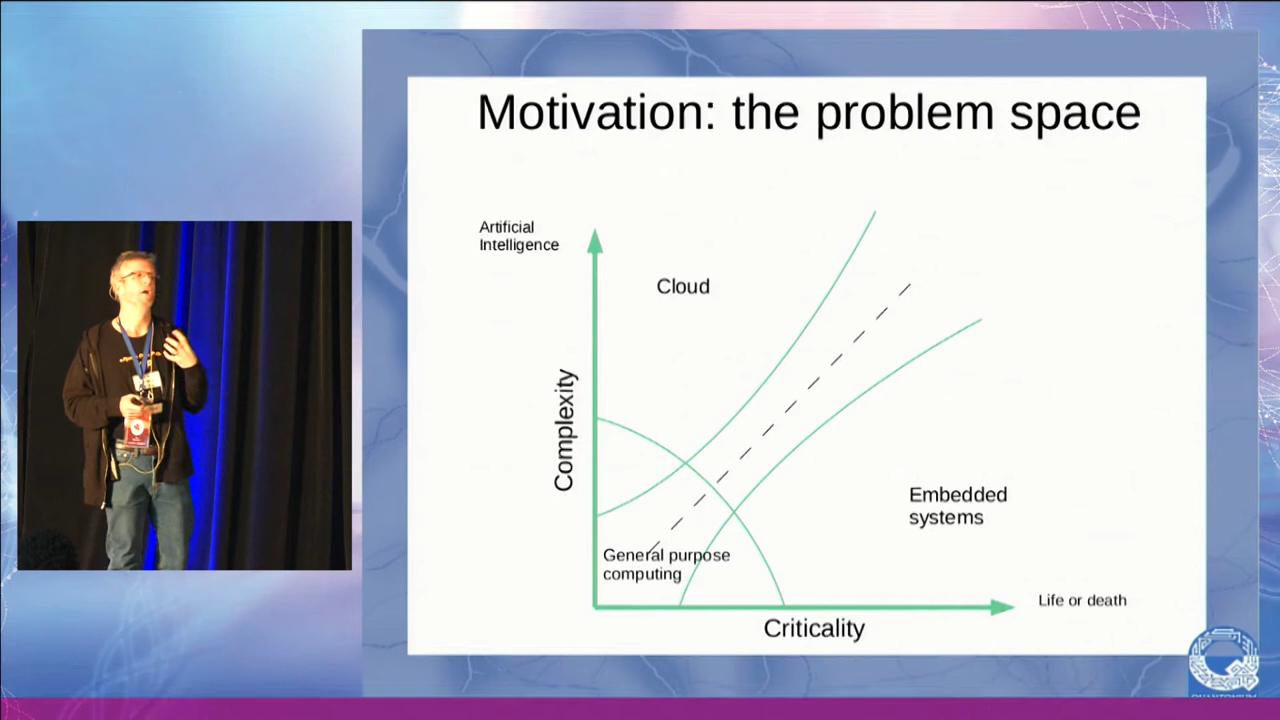 Motivation: the problem space
Artificial
Intelligence
Cloud
Complexity
Embedded
systems
General purpose
computing
Life or death
Criticality